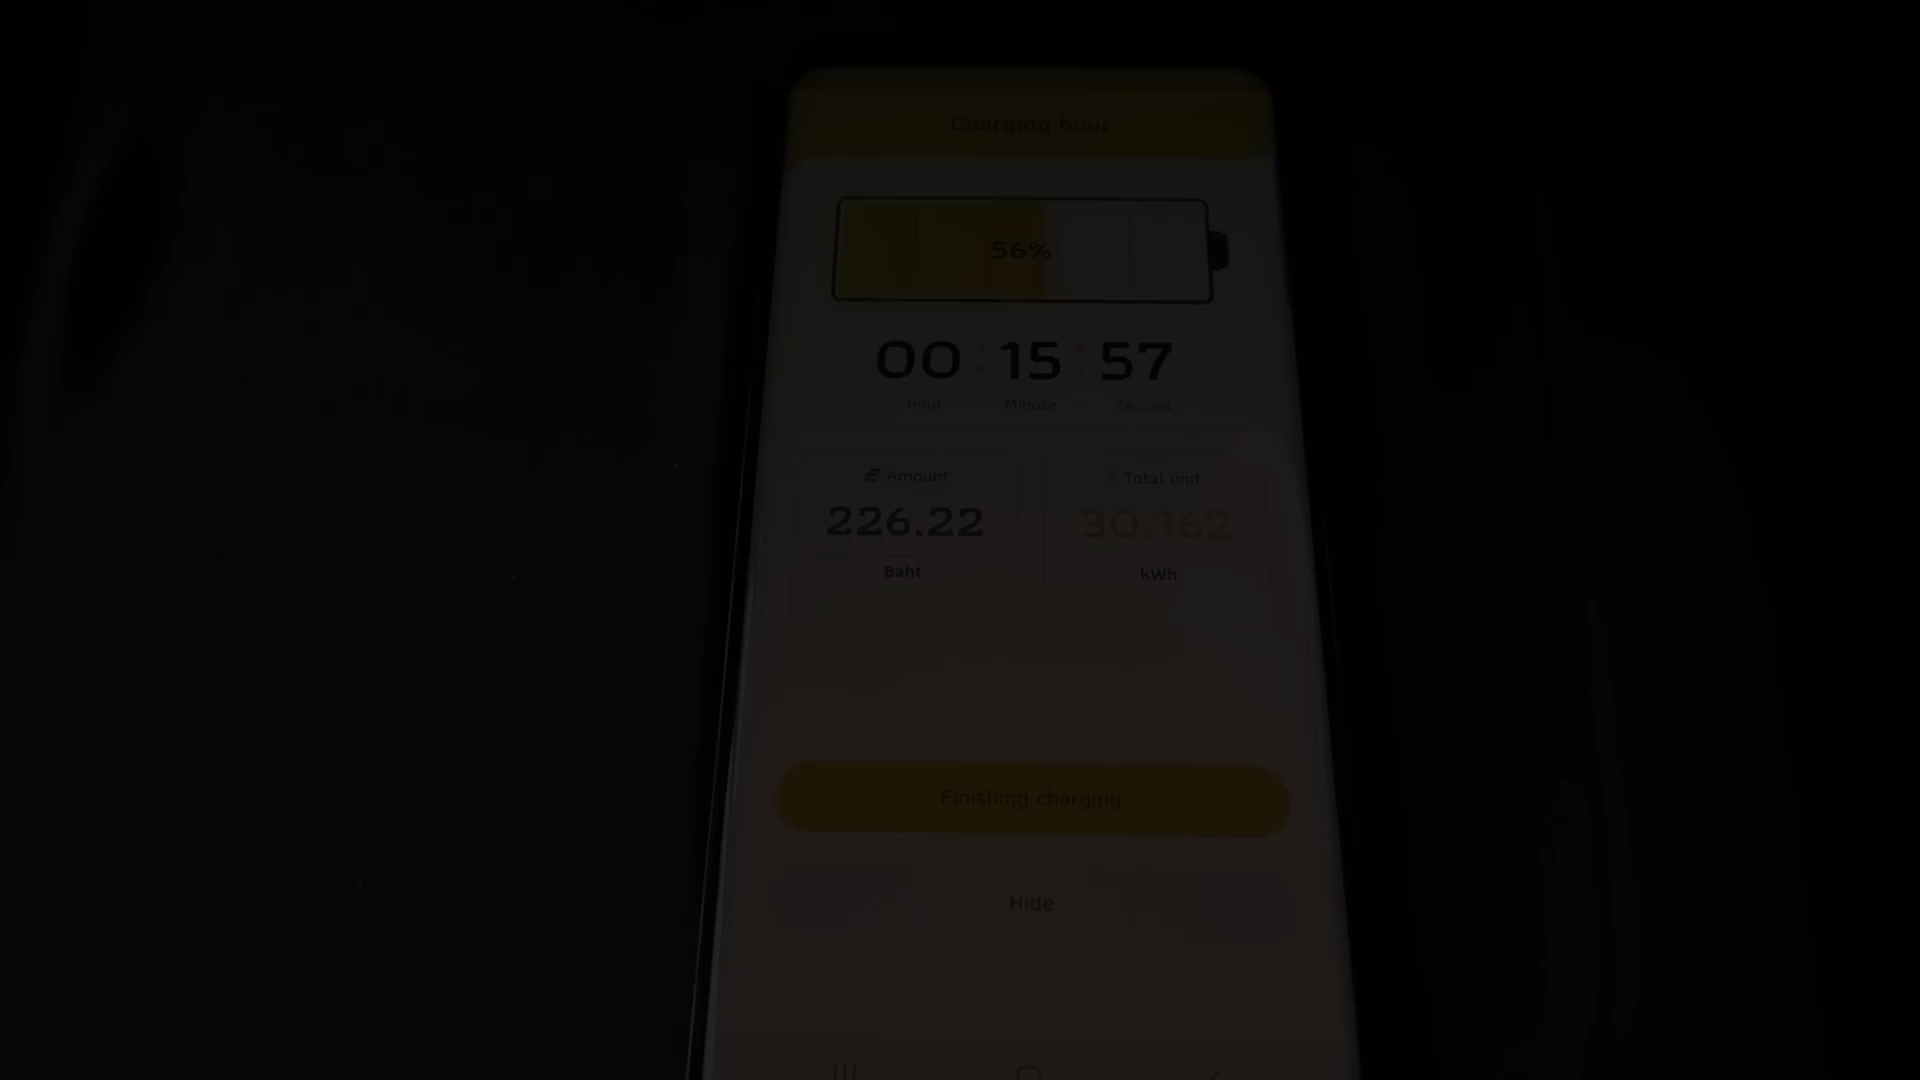 Charging hour
56%
00 : 15 : 57
Hour Minute Second
Amount Total unit
226.22 30.162
Baht kWh
Finishing charging
Hide